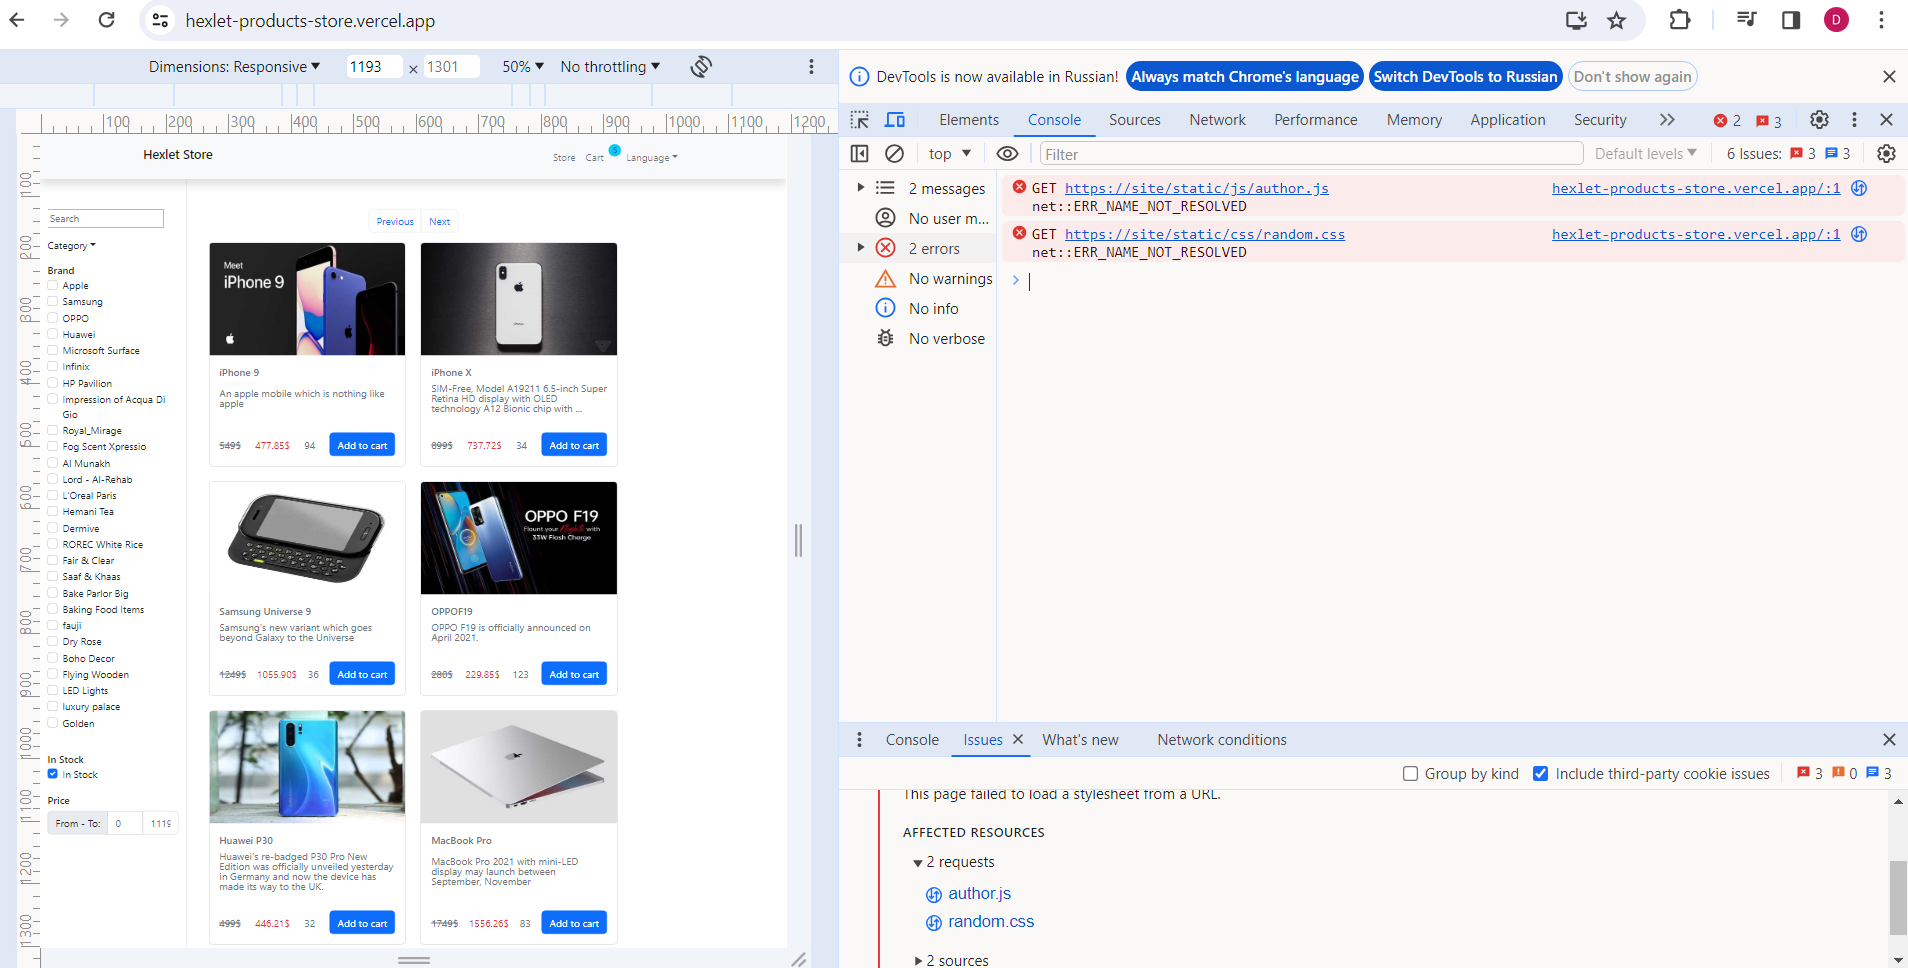 hexlet-products-store.vercel.app
D
Dimensions: Responsive
1193 × 1301
50%
No throttling
DevTools is now available in Russian!
Always match Chrome's language
Switch DevTools to Russian
Don't show again
Elements
Console
Sources
Network
Performance
Memory
Application
Security
2
3
top
Filter
Default levels
6 Issues: 3 3
100 200 300 400 500 600 700 800 900 1000 1100 1200
100
200
300
400
500
600
700
800
900
1000
1100
1200
1300
Hexlet Store
Store
Cart
5
Language
Search
Category
Brand
Apple
Samsung
OPPO
Huawei
Microsoft Surface
Infinix
HP Pavilion
Impression of Acqua Di
Gio
Royal_Mirage
Fog Scent Xpressio
Al Munakh
Lord - Al-Rehab
L'Oreal Paris
Hemani Tea
Dermive
ROREC White Rice
Fair & Clear
Saaf & Khaas
Bake Parlor Big
Baking Food Items
fauji
Dry Rose
Boho Decor
Flying Wooden
LED Lights
luxury palace
Golden
In Stock
In Stock
Price
From - To: 0 1119
Previous
Next
Meet
iPhone 9
iPhone 9
An apple mobile which is nothing like
apple
549$ 477.85$ 94 Add to cart
iPhone X
SIM-Free, Model A19211 6.5-inch Super
Retina HD display with OLED
technology A12 Bionic chip with ...
899$ 737.72$ 34 Add to cart
Samsung Universe 9
Samsung's new variant which goes
beyond Galaxy to the Universe
1249$ 1055.90$ 36 Add to cart
OPPO F19
Flaunt your Nights with
33W Flash Charge
OPPOF19
OPPO F19 is officially announced on
April 2021.
280$ 229.85$ 123 Add to cart
Huawei P30
Huawei's re-badged P30 Pro New
Edition was officially unveiled yesterday
in Germany and now the device has
made its way to the UK.
499$ 446.21$ 32 Add to cart
MacBook Pro
MacBook Pro 2021 with mini-LED
display may launch between
September, November
1749$ 1556.26$ 83 Add to cart
2 messages
No user m...
2 errors
No warnings
No info
No verbose
GET https://site/static/js/author.js
net::ERR_NAME_NOT_RESOLVED
hexlet-products-store.vercel.app/:1
GET https://site/static/css/random.css
net::ERR_NAME_NOT_RESOLVED
hexlet-products-store.vercel.app/:1
Console
Issues
What's new
Network conditions
Group by kind
Include third-party cookie issues
3 0 3
This page failed to load a stylesheet from a URL.
AFFECTED RESOURCES
2 requests
author.js
random.css
2 sources